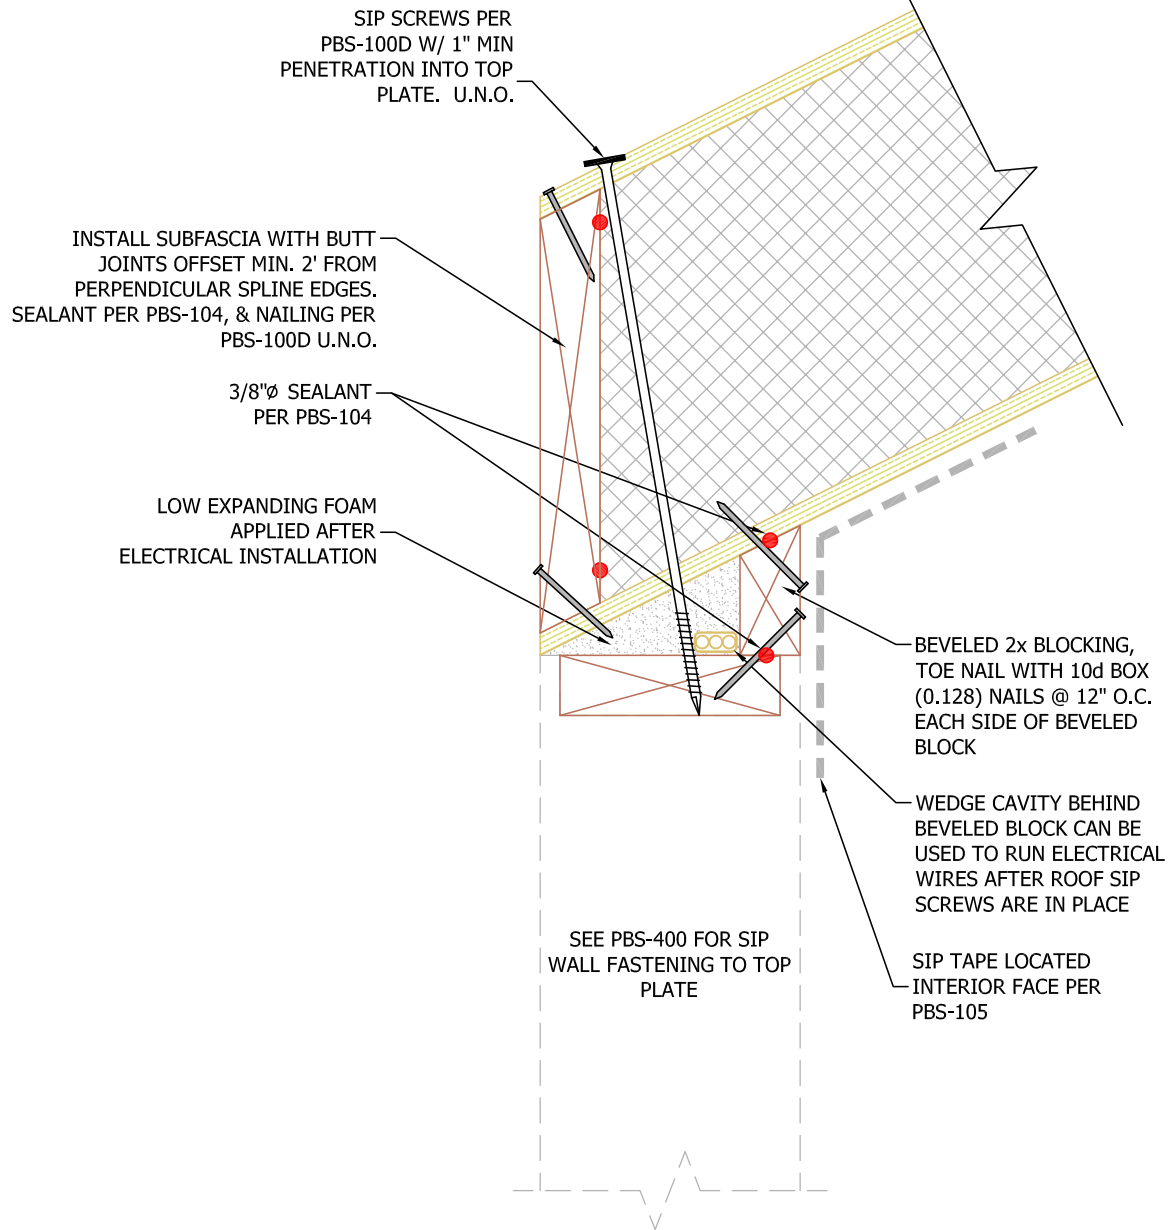 SIP SCREWS PER
PBS-100D W/ 1" MIN
PENETRATION INTO TOP
PLATE. U.N.O.
INSTALL SUBFASCIA WITH BUTT
JOINTS OFFSET MIN. 2' FROM
PERPENDICULAR SPLINE EDGES.
SEALANT PER PBS-104, & NAILING PER
PBS-100D U.N.O.
3/8"Ø SEALANT
PER PBS-104
LOW EXPANDING FOAM
APPLIED AFTER
ELECTRICAL INSTALLATION
BEVELED 2x BLOCKING,
TOE NAIL WITH 10d BOX
(0.128) NAILS @ 12" O.C.
EACH SIDE OF BEVELED
BLOCK
WEDGE CAVITY BEHIND
BEVELED BLOCK CAN BE
USED TO RUN ELECTRICAL
WIRES AFTER ROOF SIP
SCREWS ARE IN PLACE
SEE PBS-400 FOR SIP
WALL FASTENING TO TOP
PLATE
SIP TAPE LOCATED
INTERIOR FACE PER
PBS-105